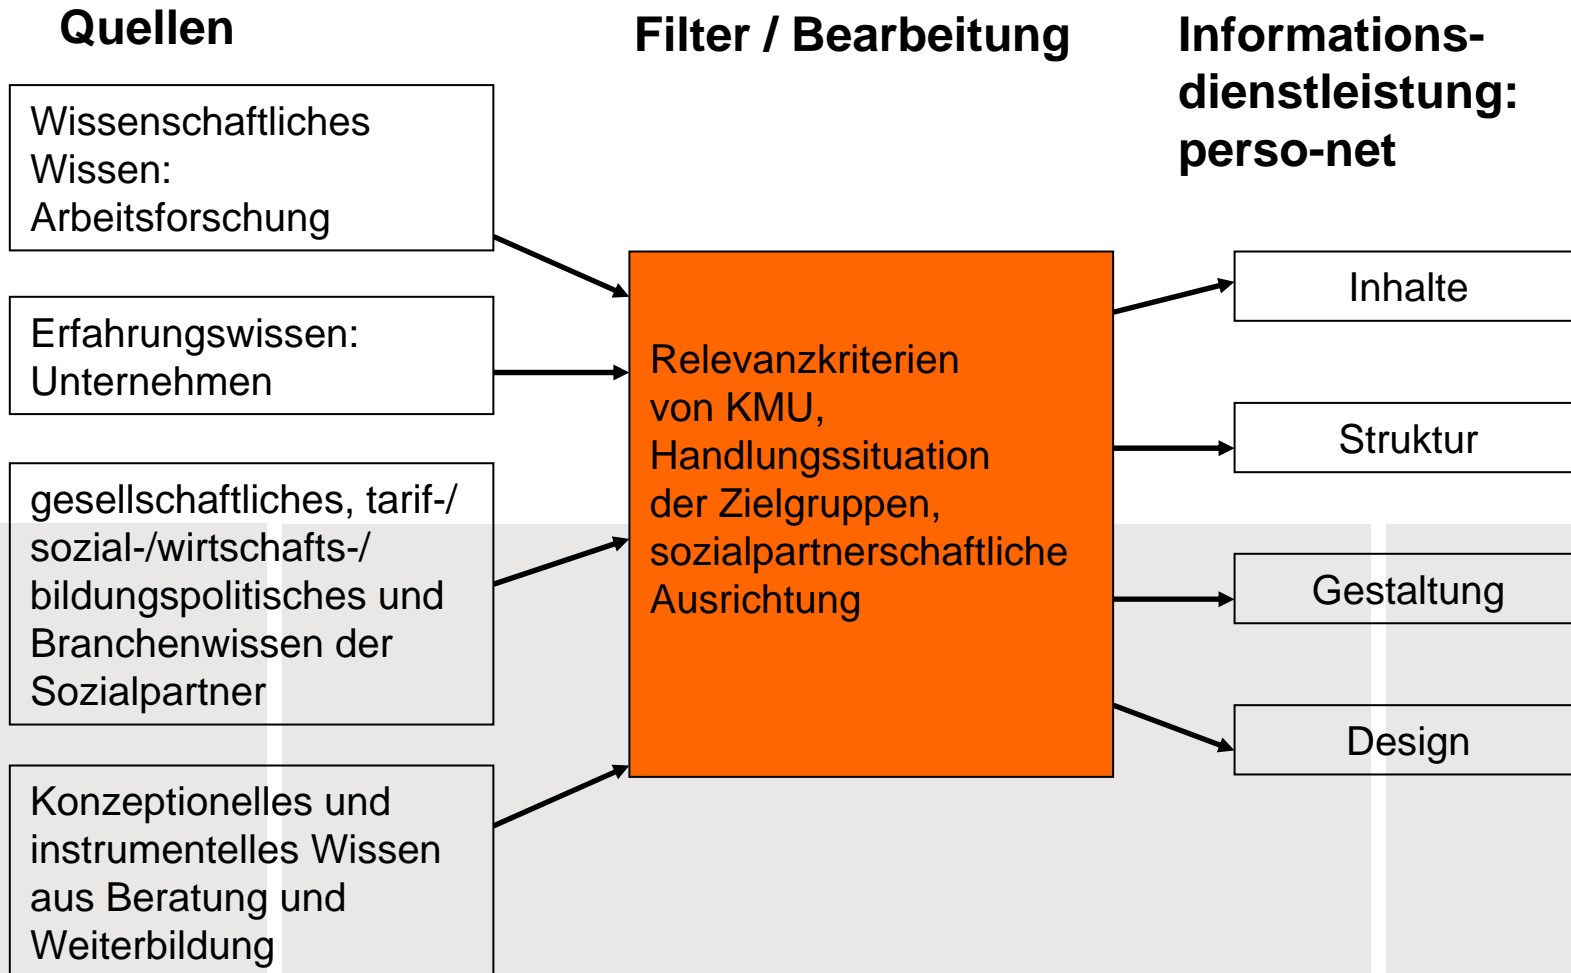 Quellen
Filter / Bearbeitung
Informations-
dienstleistung:
perso-net
Wissenschaftliches
Wissen:
Arbeitsforschung
Erfahrungswissen:
Unternehmen
gesellschaftliches, tarif-/
sozial-/wirtschafts-/
bildungspolitisches und
Branchenwissen der
Sozialpartner
Konzeptionelles und
instrumentelles Wissen
aus Beratung und
Weiterbildung
Relevanzkriterien
von KMU,
Handlungssituation
der Zielgruppen,
sozialpartnerschaftliche
Ausrichtung
Inhalte
Struktur
Gestaltung
Design